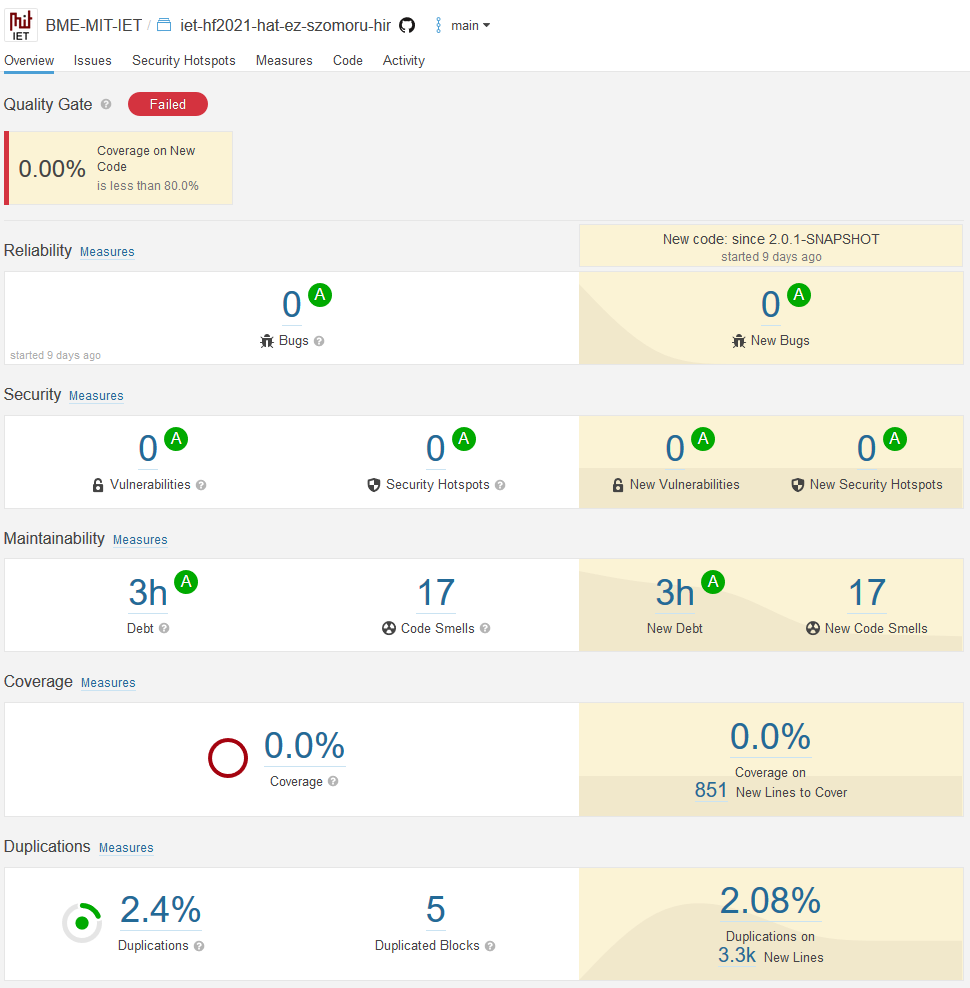 mit
IET
BME-MIT-IET / iet-hf2021-hat-ez-szomoru-hir main
Overview Issues Security Hotspots Measures Code Activity
Quality Gate ? Failed
0.00% Coverage on New
Code
is less than 80.0%
New code: since 2.0.1-SNAPSHOT
started 9 days ago
Reliability Measures
0 A
Bugs ?
started 9 days ago
0 A
New Bugs
Security Measures
0 A 0 A 0 A 0 A
Vulnerabilities ? Security Hotspots ? New Vulnerabilities New Security Hotspots
Maintainability Measures
3h A 17 3h A 17
Debt ? Code Smells ? New Debt New Code Smells
Coverage Measures
0.0%
Coverage ?
0.0%
Coverage on
851 New Lines to Cover
Duplications Measures
2.4% 5
Duplications ? Duplicated Blocks ?
2.08%
Duplications on
3.3k New Lines